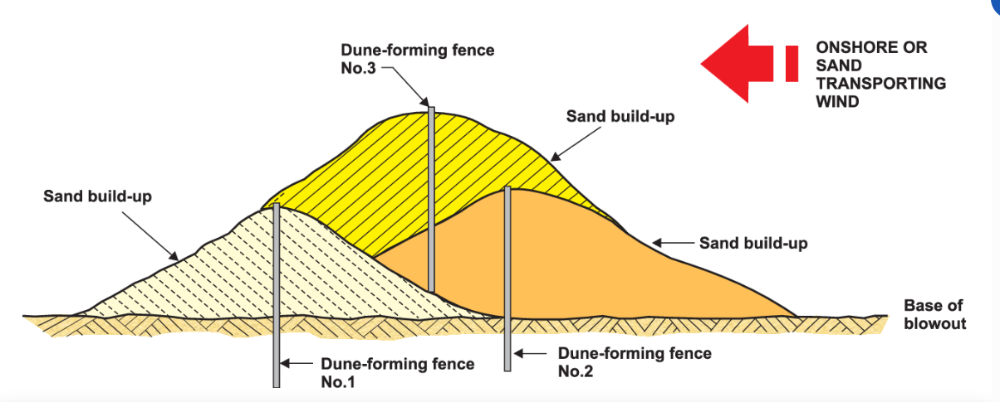 Dune-forming fence
No.3
ONSHORE OR
SAND
TRANSPORTING
WIND
Sand build-up
Sand build-up
Sand build-up
Base of
blowout
Dune-forming fence
No.1
Dune-forming fence
No.2